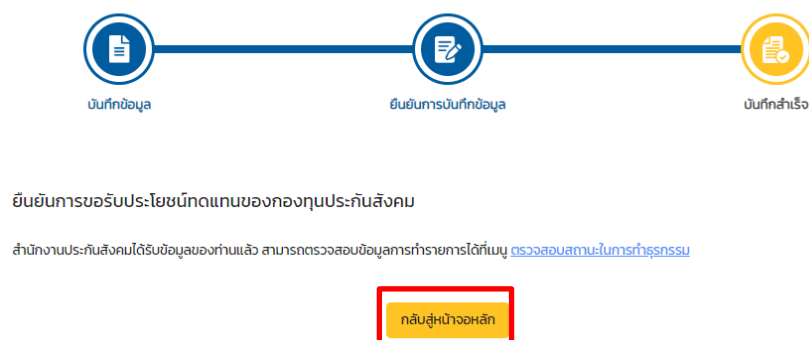 บันทึกข้อมูล
ยืนยันการบันทึกข้อมูล
บันทึกสำเร็จ
ยืนยันการขอรับประโยชน์ทดแทนของกองทุนประกันสังคม
สำนักงานประกันสังคมได้รับข้อมูลของท่านแล้ว สามารถตรวจสอบข้อมูลการทำรายการได้ที่เมนู ตรวจสอบสถานะในการทำธุรกรรม
กลับสู่หน้าจอหลัก